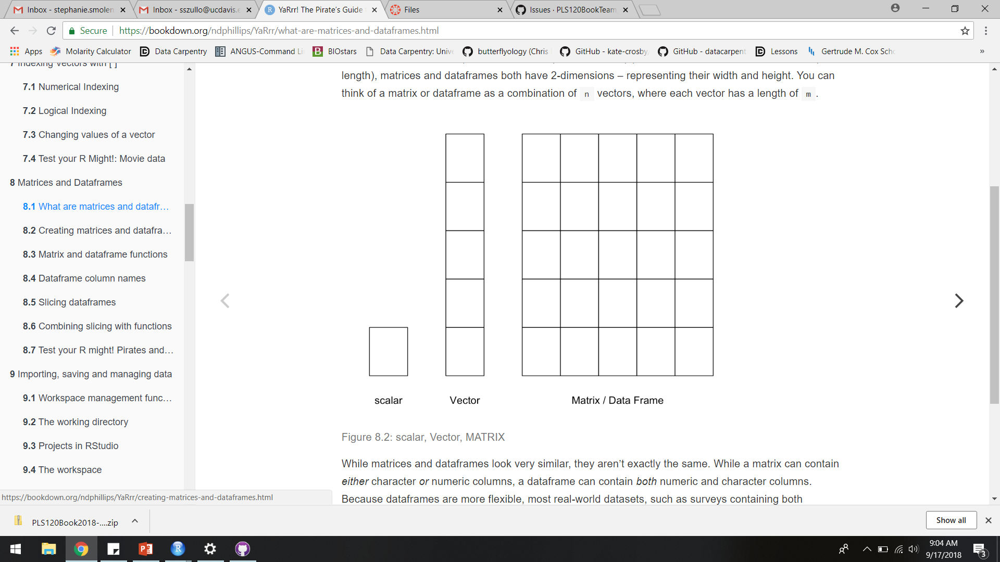 Inbox - stephanie.smolen
Inbox - sszullo@ucdavis.e
YaRrr! The Pirate's Guide
Files
Issues · PLS120BookTeam
Secure
https://bookdown.org/ndphillips/YaRrr/what-are-matrices-and-dataframes.html
Apps
Molarity Calculator
Data Carpentry
ANGUS-Command Li
BIOstars
Data Carpentry: Unive
butterflyology (Chris
GitHub - kate-crosby
GitHub - datacarpent
Lessons
Gertrude M. Cox Scho
»
7 Indexing Vectors with [ ]
7.1 Numerical Indexing
7.2 Logical Indexing
7.3 Changing values of a vector
7.4 Test your R Might!: Movie data
8 Matrices and Dataframes
8.1 What are matrices and datafr…
8.2 Creating matrices and datafra…
8.3 Matrix and dataframe functions
8.4 Dataframe column names
8.5 Slicing dataframes
8.6 Combining slicing with functions
8.7 Test your R might! Pirates and…
9 Importing, saving and managing data
9.1 Workspace management func…
9.2 The working directory
9.3 Projects in RStudio
9.4 The workspace
https://bookdown.org/ndphillips/YaRrr/creating-matrices-and-dataframes.html
length), matrices and dataframes both have 2-dimensions – representing their width and height. You can
think of a matrix or dataframe as a combination of n vectors, where each vector has a length of m .
scalar
Vector
Matrix / Data Frame
Figure 8.2: scalar, Vector, MATRIX
While matrices and dataframes look very similar, they aren't exactly the same. While a matrix can contain
either character or numeric columns, a dataframe can contain both numeric and character columns.
Because dataframes are more flexible, most real-world datasets, such as surveys containing both
PLS120Book2018-....zip
Show all
9:04 AM
9/17/2018
3